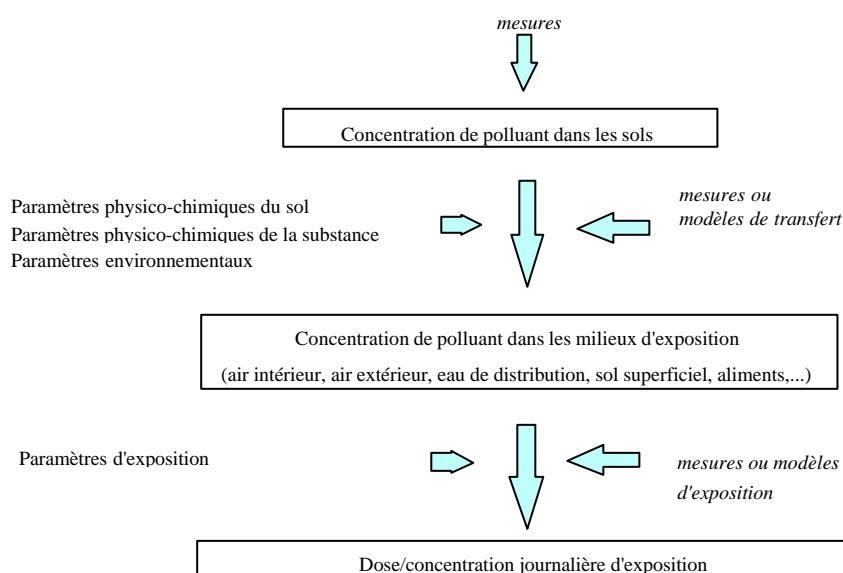 mesures
Concentration de polluant dans les sols
Paramètres physico-chimiques du sol
Paramètres physico-chimiques de la substance
Paramètres environnementaux
mesures ou
modèles de transfert
Concentration de polluant dans les milieux d'exposition
(air intérieur, air extérieur, eau de distribution, sol superficiel, aliments,...)
Paramètres d'exposition
mesures ou modèles
d'exposition
Dose/concentration journalière d'exposition